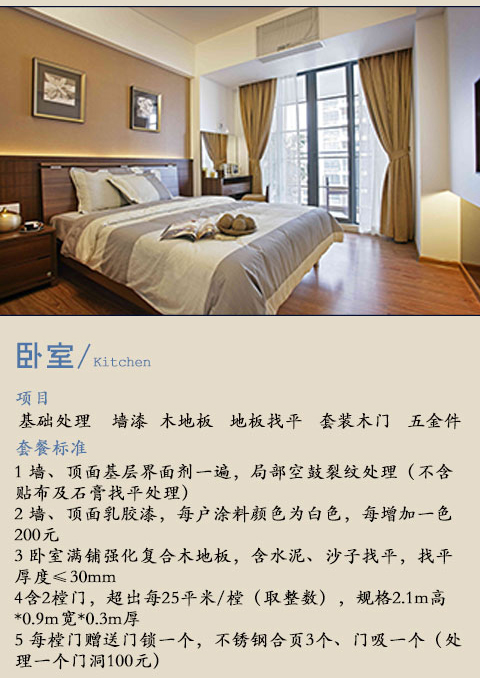 卧室/Kitchen
项目
基础处理 墙漆 木地板 地板找平 套装木门 五金件
套餐标准
1 墙、顶面基层界面剂一遍，局部空鼓裂纹处理（不含
贴布及石膏找平处理）
2 墙、顶面乳胶漆，每户涂料颜色为白色，每增加一色
200元
3 卧室满铺强化复合木地板，含水泥、沙子找平，找平
厚度≤30mm
4含2樘门，超出每25平米/樘（取整数），规格2.1m高
*0.9m宽*0.3m厚
5 每樘门赠送门锁一个，不锈钢合页3个、门吸一个（处
理一个门洞100元）